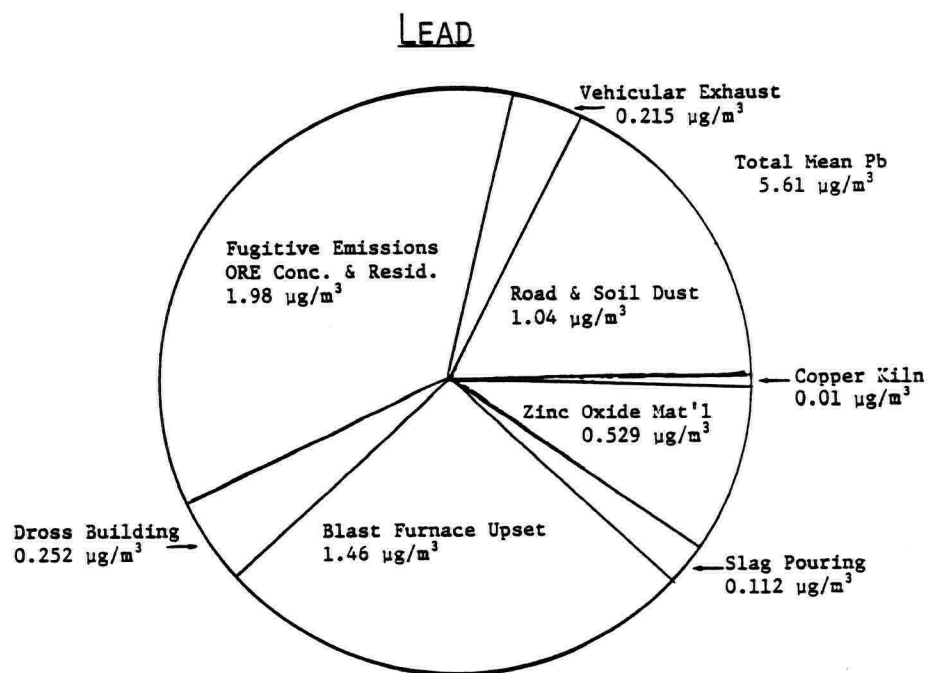 LEAD
Vehicular Exhaust
0.215 µg/m³
Total Mean Pb
5.61 µg/m³
Fugitive Emissions
ORE Conc. & Resid.
1.98 µg/m³
Road & Soil Dust
1.04 µg/m³
Copper Kiln
0.01 µg/m³
Zinc Oxide Mat'l
0.529 µg/m³
Dross Building
0.252 µg/m³
Blast Furnace Upset
1.46 µg/m³
Slag Pouring
0.112 µg/m³